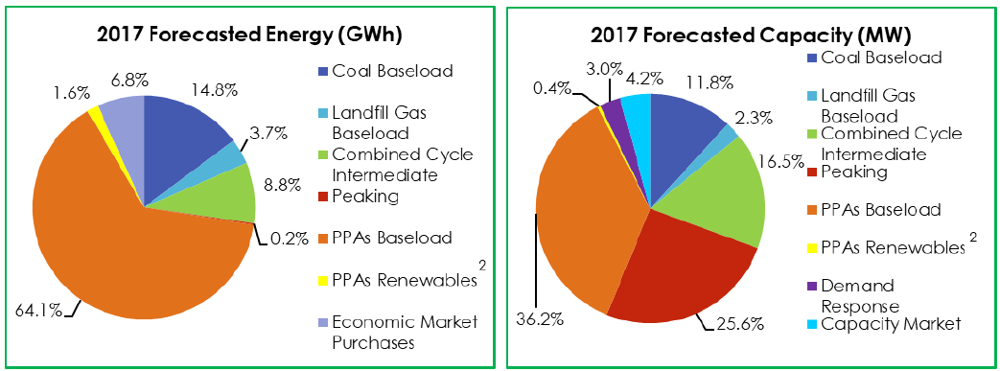 2017 Forecasted Energy (GWh)
6.8%
1.6%
14.8%
3.7%
8.8%
0.2%
64.1%
Coal Baseload
Landfill Gas
Baseload
Combined Cycle
Intermediate
Peaking
PPAs Baseload
PPAs Renewables 2
Economic Market
Purchases
2017 Forecasted Capacity (MW)
3.0%
4.2%
0.4%
11.8%
2.3%
16.5%
36.2%
25.6%
Coal Baseload
Landfill Gas
Baseload
Combined Cycle
Intermediate
Peaking
PPAs Baseload
PPAs Renewables 2
Demand
Response
Capacity Market